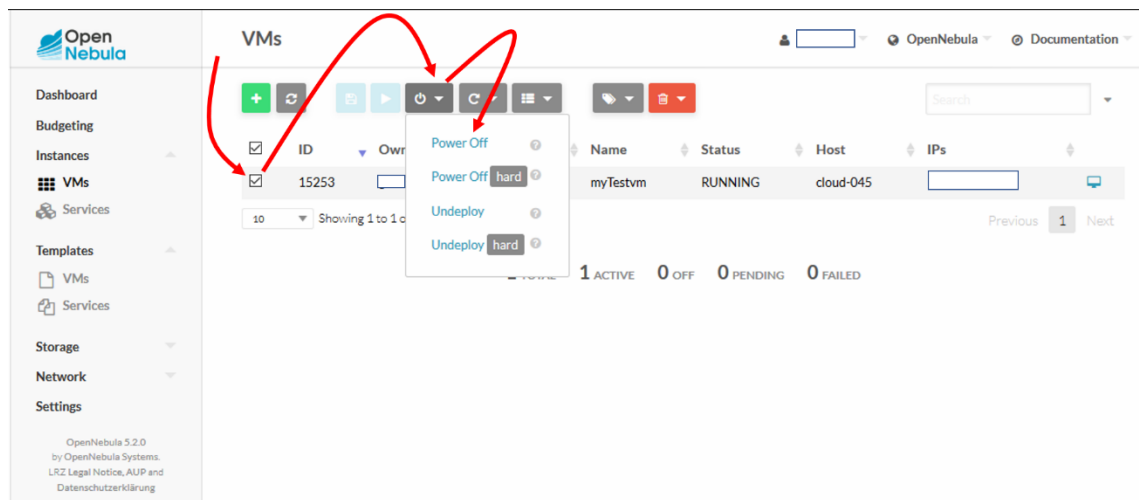 Open
Nebula
VMs
OpenNebula
Documentation
Dashboard
Budgeting
Instances
VMs
Services
Templates
VMs
Services
Storage
Network
Settings
OpenNebula 5.2.0
by OpenNebula Systems.
LRZ Legal Notice, AUP and
Datenschutzerklärung
Search
ID Own Name Status Host IPs
15253 myTestvm RUNNING cloud-045
Power Off
Power Off hard
Undeploy
Undeploy hard
10 Showing 1 to 1 o
Previous 1 Next
1 ACTIVE 0 OFF 0 PENDING 0 FAILED